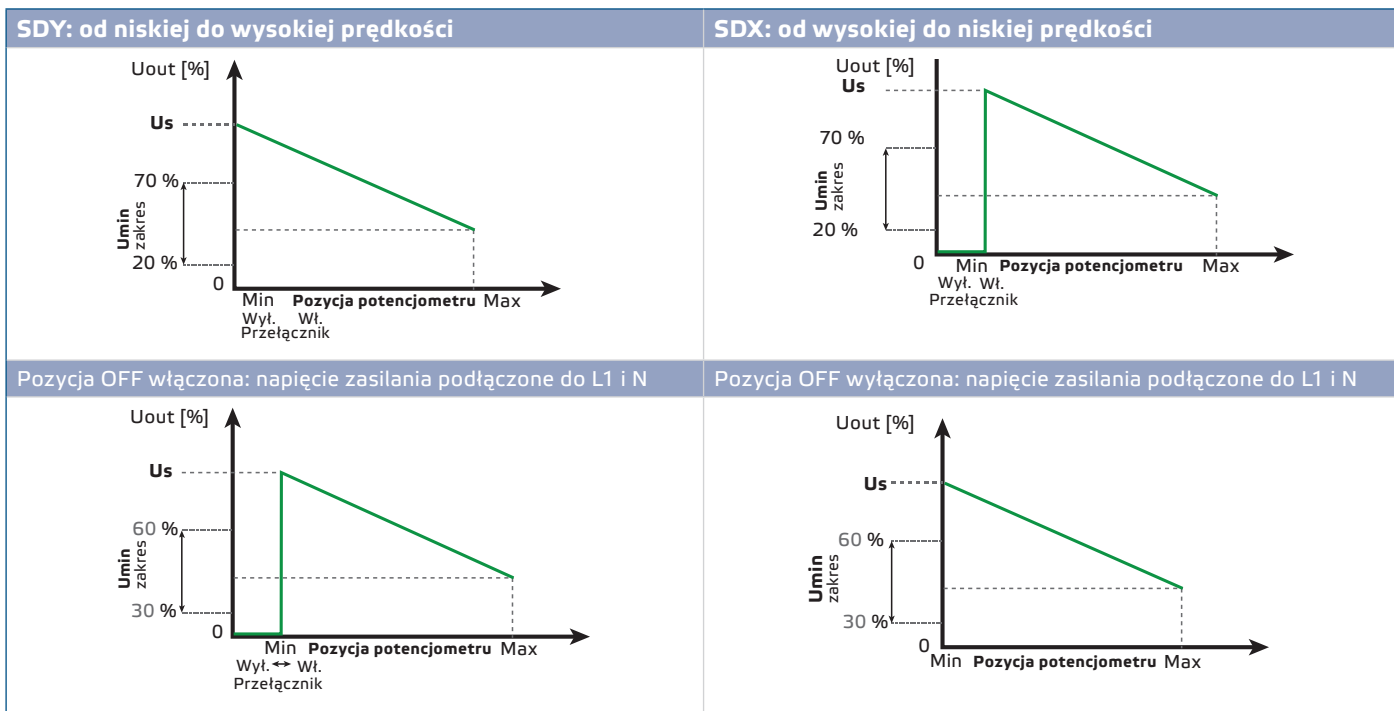 SDY: od niskiej do wysokiej prędkości
Uout [%]
Us
70 %
Umin
zakres
20 %
0
Min Pozycja potencjometru Max
Wył. Wł.
Przełącznik
SDX: od wysokiej do niskiej prędkości
Uout [%]
Us
70 %
Umin
zakres
20 %
0
Min Pozycja potencjometru Max
Wył. Wł.
Przełącznik
Pozycja OFF włączona: napięcie zasilania podłączone do L1 i N
Uout [%]
Us
60 %
Umin
zakres
30 %
0
Min Pozycja potencjometru Max
Wył. Wł.
Przełącznik
Pozycja OFF wyłączona: napięcie zasilania podłączone do L1 i N
Uout [%]
Us
60 %
Umin
zakres
30 %
0
Min Pozycja potencjometru Max